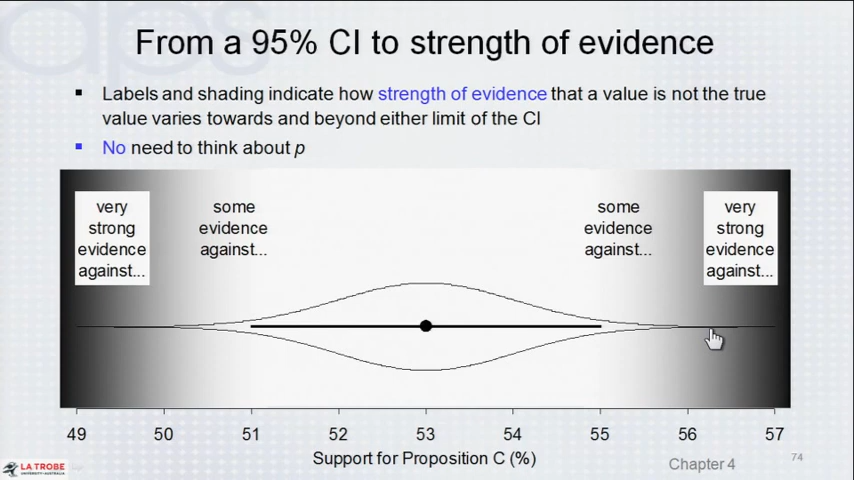 From a 95% CI to strength of evidence
Labels and shading indicate how strength of evidence that a value is not the true
value varies towards and beyond either limit of the CI
No need to think about p
very
strong
evidence
against...
some
evidence
against...
some
evidence
against...
very
strong
evidence
against...
49 50 51 52 53 54 55 56 57
Support for Proposition C (%)
LA TROBE
Chapter 4
74